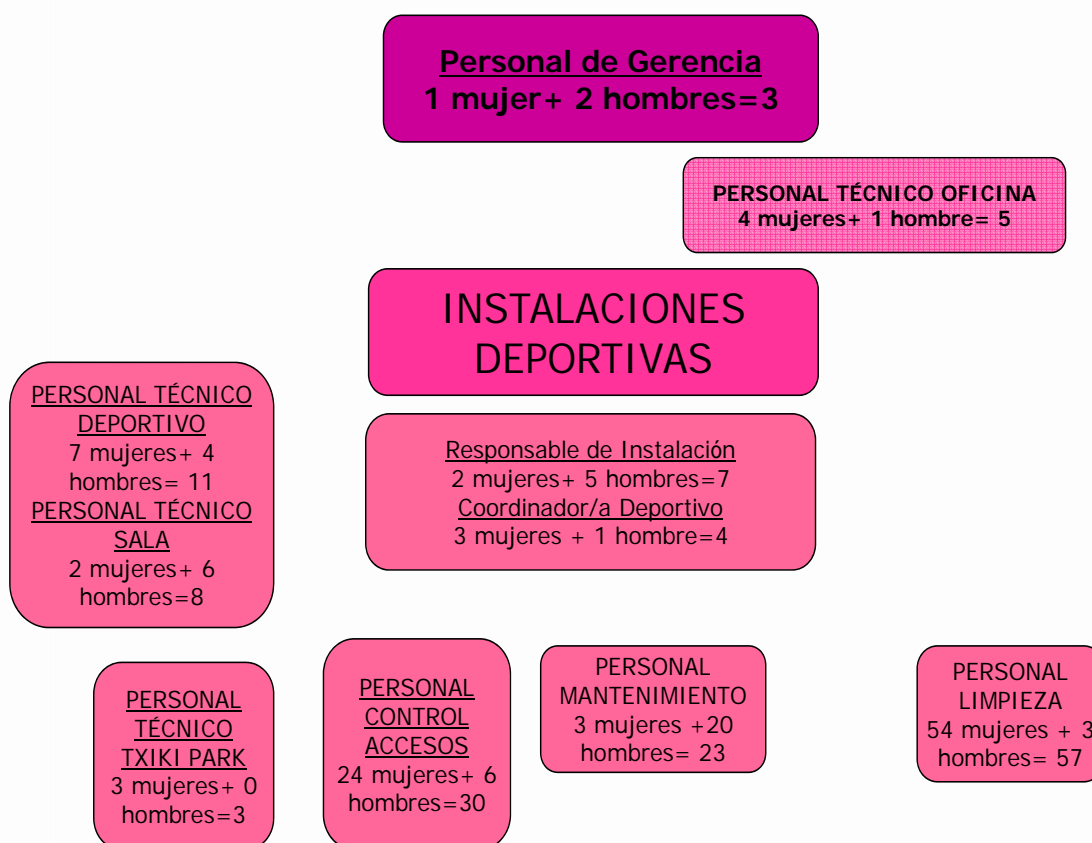 Personal de Gerencia
1 mujer+ 2 hombres=3
PERSONAL TÉCNICO OFICINA
4 mujeres+ 1 hombre= 5
INSTALACIONES
DEPORTIVAS
PERSONAL TÉCNICO
DEPORTIVO
7 mujeres+ 4
hombres= 11
PERSONAL TÉCNICO
SALA
2 mujeres+ 6
hombres=8
Responsable de Instalación
2 mujeres+ 5 hombres=7
Coordinador/a Deportivo
3 mujeres + 1 hombre=4
PERSONAL
TÉCNICO
TXIKI PARK
3 mujeres+ 0
hombres=3
PERSONAL
CONTROL
ACCESOS
24 mujeres+ 6
hombres=30
PERSONAL
MANTENIMIENTO
3 mujeres +20
hombres= 23
PERSONAL
LIMPIEZA
54 mujeres + 3
hombres= 57